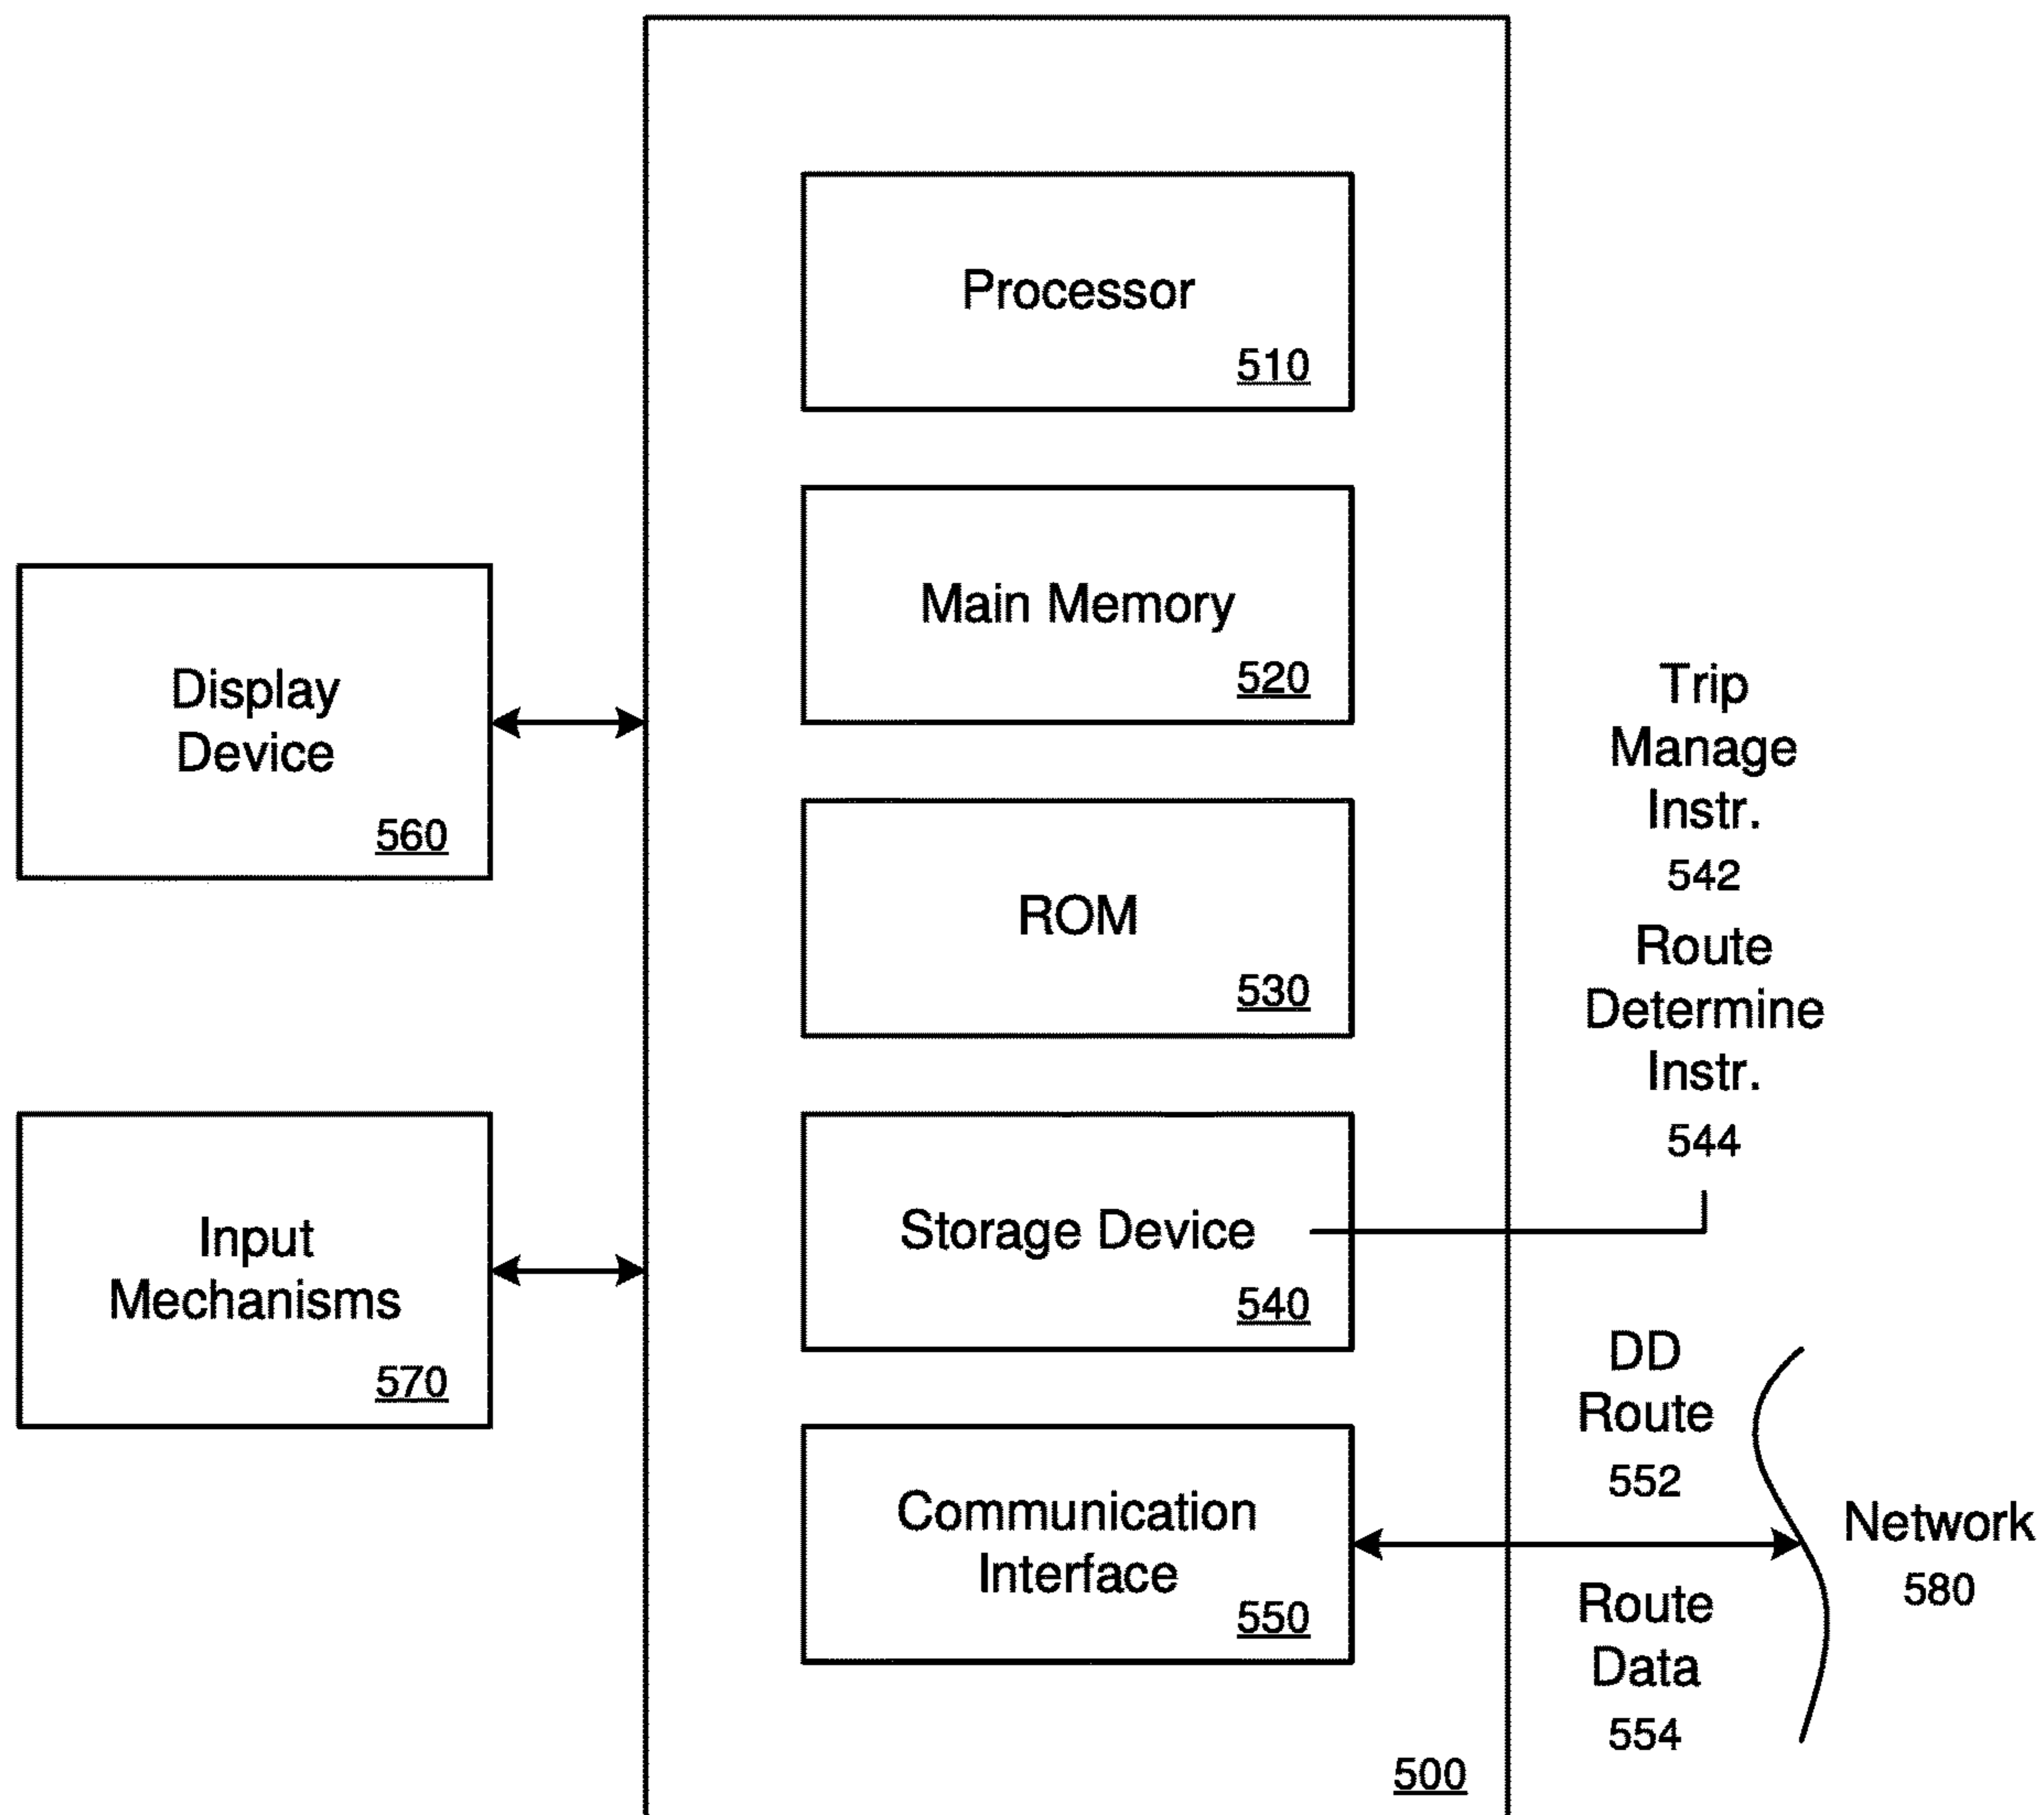 Processor
510
Main Memory
520
ROM
530
Storage Device
540
Communication
Interface
550
500
Display
Device
560
Input
Mechanisms
570
Trip
Manage
Instr.
542
Route
Determine
Instr.
544
DD
Route
552
Route
Data
554
Network
580